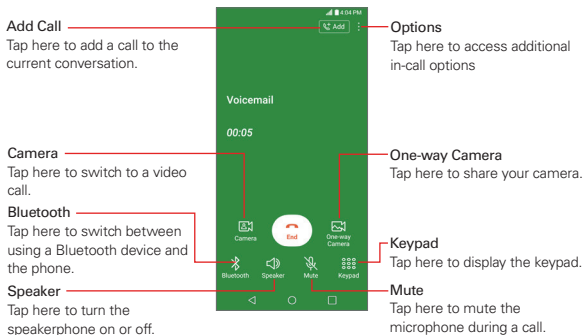 Add Call
Tap here to add a call to the
current conversation.
Camera
Tap here to switch to a video
call.
Bluetooth
Tap here to switch between
using a Bluetooth device and
the phone.
Speaker
Tap here to turn the
speakerphone on or off.
4:04 PM
Add
Voicemail
00:05
Camera
End
One-way
Camera
Bluetooth Speaker Mute Keypad
Options
Tap here to access additional
in-call options
One-way Camera
Tap here to share your camera.
Keypad
Tap here to display the keypad.
Mute
Tap here to mute the
microphone during a call.